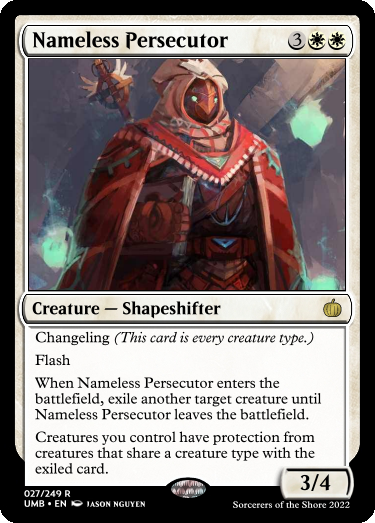 Nameless Persecutor 3
Creature — Shapeshifter
Changeling (This card is every creature type.)
Flash
When Nameless Persecutor enters the
battlefield, exile another target creature until
Nameless Persecutor leaves the battlefield.
Creatures you control have protection from
creatures that share a creature type with the
exiled card.
3/4
027/249 R
UMB • EN JASON NGUYEN
Sorcerers of the Shore 2022